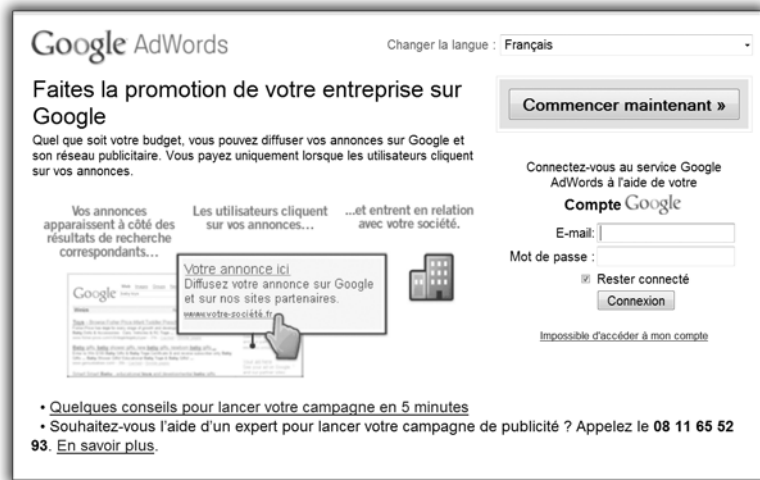 Google AdWords
Changer la langue : Français
Faites la promotion de votre entreprise sur
Google
Quel que soit votre budget, vous pouvez diffuser vos annonces sur Google et
son réseau publicitaire. Vous payez uniquement lorsque les utilisateurs cliquent
sur vos annonces.
Commencer maintenant »
Connectez-vous au service Google
AdWords à l'aide de votre
Compte Google
E-mail:
Mot de passe :
Rester connecté
Connexion
Impossible d'accéder à mon compte
Vos annonces
apparaissent à côté des
résultats de recherche
correspondants…
Les utilisateurs cliquent
sur vos annonces…
...et entrent en relation
avec votre société.
Google
Votre annonce ici
Diffusez votre annonce sur Google
et sur nos sites partenaires.
www.votre-société.fr
• Quelques conseils pour lancer votre campagne en 5 minutes
• Souhaitez-vous l'aide d'un expert pour lancer votre campagne de publicité ? Appelez le 08 11 65 52
93. En savoir plus.